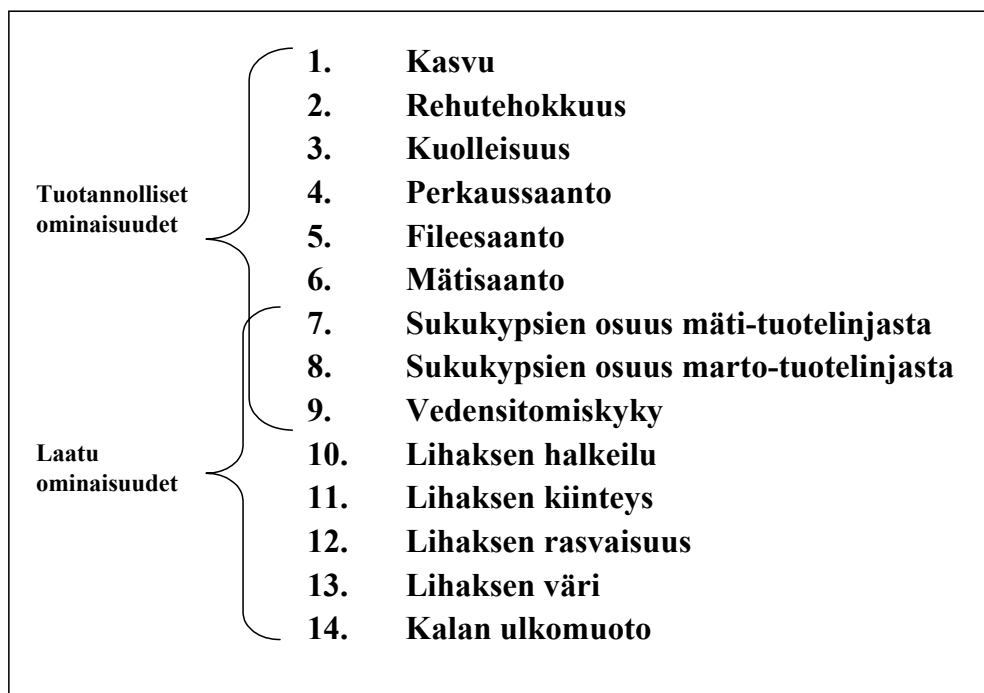 1. Kasvu
2. Rehutehokkuus
3. Kuolleisuus
4. Perkaussaanto
5. Fileesaanto
6. Mätisaanto
7. Sukukypsien osuus mäti-tuotelinjasta
8. Sukukypsien osuus marto-tuotelinjasta
9. Vedensitomiskyky
10. Lihaksen halkeilu
11. Lihaksen kiinteys
12. Lihaksen rasvaisuus
13. Lihaksen väri
14. Kalan ulkomuoto
Tuotannolliset
ominaisuudet
Laatu
ominaisuudet